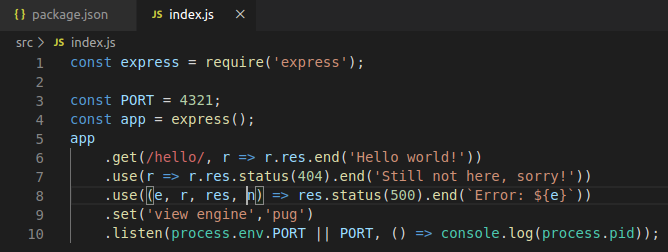 { } package.json JS index.js ×
src > JS index.js
1 const express = require('express');
2
3 const PORT = 4321;
4 const app = express();
5 app
6 .get(/hello/, r => r.res.end('Hello world!'))
7 .use(r => r.res.status(404).end('Still not here, sorry!'))
8 .use((e, r, res, n) => res.status(500).end(`Error: ${e}`))
9 .set('view engine','pug')
10 .listen(process.env.PORT || PORT, () => console.log(process.pid));